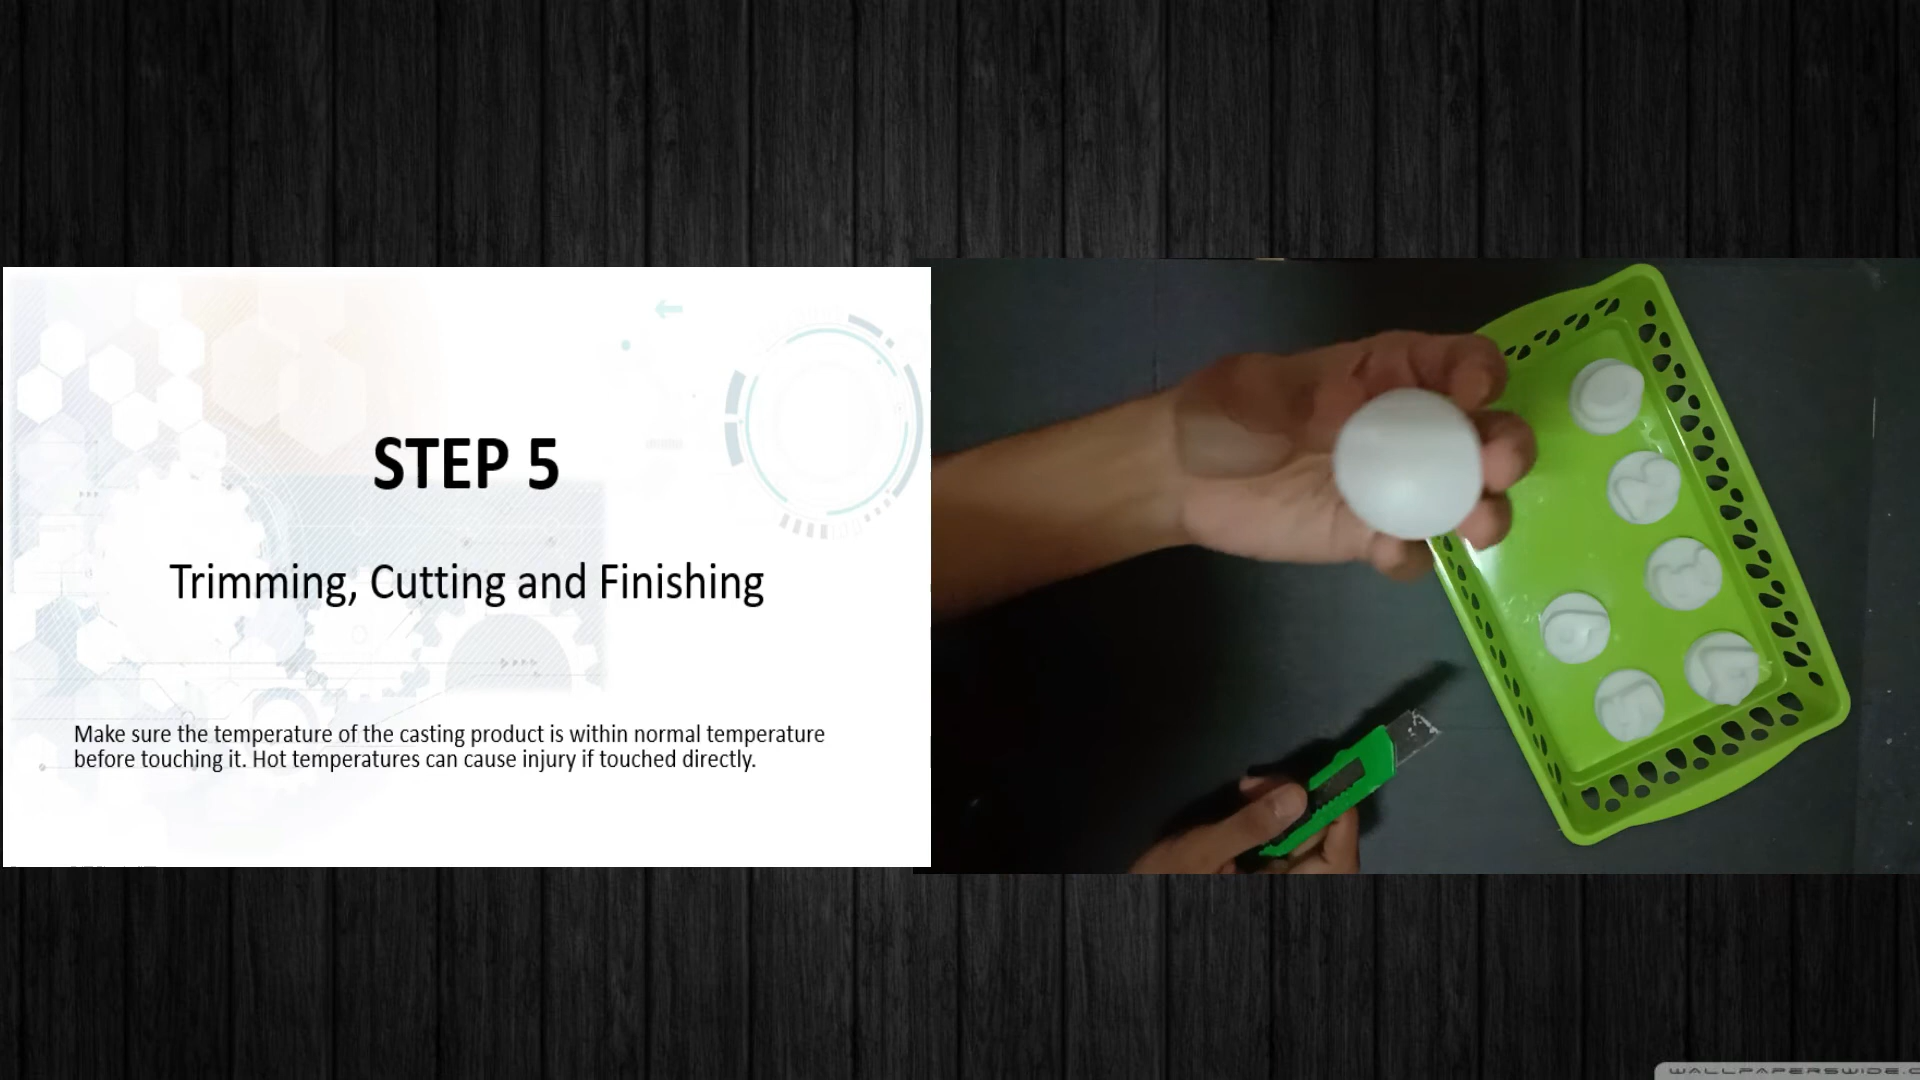 STEP 5
Trimming, Cutting and Finishing
Make sure the temperature of the casting product is within normal temperature
before touching it. Hot temperatures can cause injury if touched directly.
WALLPAPERSWIDE.C